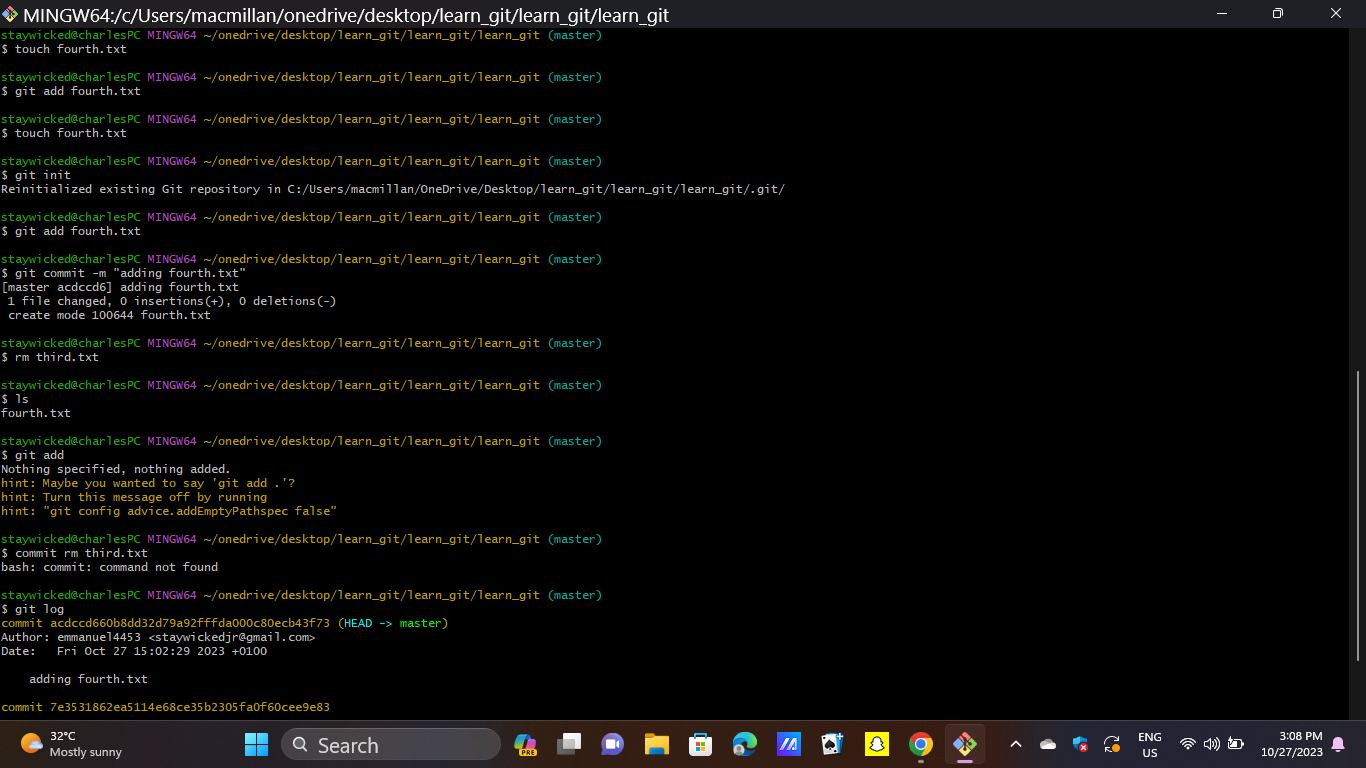 MINGW64:/c/Users/macmillan/onedrive/desktop/learn_git/learn_git/learn_git
staywicked@charlesPC MINGW64 ~/onedrive/desktop/learn_git/learn_git/learn_git (master)
$ touch fourth.txt
staywicked@charlesPC MINGW64 ~/onedrive/desktop/learn_git/learn_git/learn_git (master)
$ git add fourth.txt
staywicked@charlesPC MINGW64 ~/onedrive/desktop/learn_git/learn_git/learn_git (master)
$ touch fourth.txt
staywicked@charlesPC MINGW64 ~/onedrive/desktop/learn_git/learn_git/learn_git (master)
$ git init
Reinitialized existing Git repository in C:/Users/macmillan/OneDrive/Desktop/learn_git/learn_git/learn_git/.git/
staywicked@charlesPC MINGW64 ~/onedrive/desktop/learn_git/learn_git/learn_git (master)
$ git add fourth.txt
staywicked@charlesPC MINGW64 ~/onedrive/desktop/learn_git/learn_git/learn_git (master)
$ git commit -m "adding fourth.txt"
[master acdccd6] adding fourth.txt
1 file changed, 0 insertions(+), 0 deletions(-)
create mode 100644 fourth.txt
staywicked@charlesPC MINGW64 ~/onedrive/desktop/learn_git/learn_git/learn_git (master)
$ rm third.txt
staywicked@charlesPC MINGW64 ~/onedrive/desktop/learn_git/learn_git/learn_git (master)
$ ls
fourth.txt
staywicked@charlesPC MINGW64 ~/onedrive/desktop/learn_git/learn_git/learn_git (master)
$ git add
Nothing specified, nothing added.
hint: Maybe you wanted to say 'git add .'?
hint: Turn this message off by running
hint: "git config advice.addEmptyPathspec false"
staywicked@charlesPC MINGW64 ~/onedrive/desktop/learn_git/learn_git/learn_git (master)
$ commit rm third.txt
bash: commit: command not found
staywicked@charlesPC MINGW64 ~/onedrive/desktop/learn_git/learn_git/learn_git (master)
$ git log
commit acdccd660b8dd32d79a92fffda000c80ecb43f73 (HEAD -> master)
Author: emmanuel4453 <staywickedjr@gmail.com>
Date: Fri Oct 27 15:02:29 2023 +0100
adding fourth.txt
commit 7e3531862ea5114e68ce35b2305fa0f60cee9e83
32°C
Mostly sunny
Search
PRE
ENG
US
3:08 PM
10/27/2023